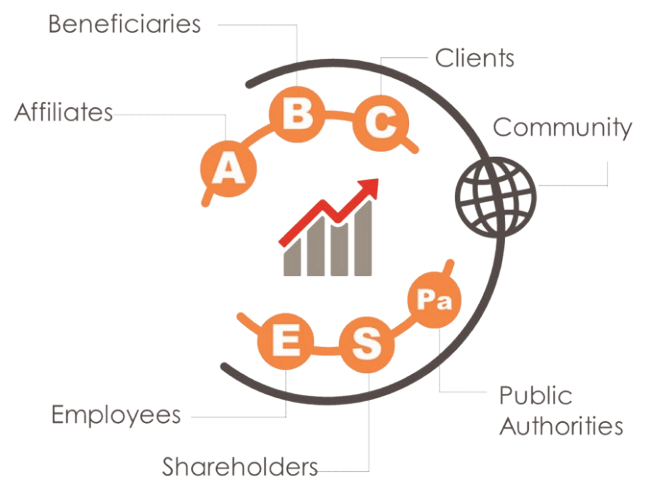 Beneficiaries
Clients
Affiliates
B
C
Community
A
Pa
E
S
Public
Authorities
Employees
Shareholders